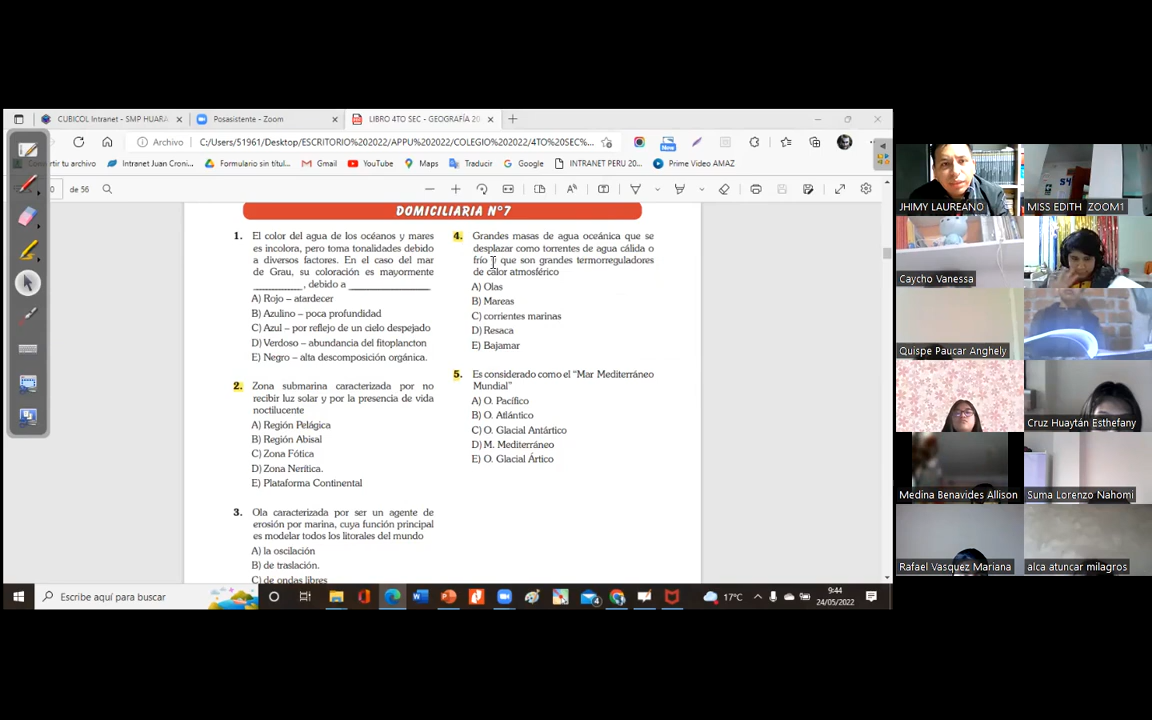 CUBICOL Intranet - SMP HUARA
Posasistente - Zoom
LIBRO 4TO SEC - GEOGRAFÍA 20
Archivo
C:/Users/51961/Desktop/ESCRITORIO%202022/APPU%202022/COLEGIO%202022/4TO%20SEC%...
tir tu archivo
Intranet Juan Croni...
Formulario sin títul...
Gmail
YouTube
Maps
Traducir
Google
INTRANET PERU 20...
Prime Video AMAZ
0
de 56
DOMICILIARIA N°7
1. El color del agua de los océanos y mares
es incolora, pero toma tonalidades debido
a diversos factores. En el caso del mar
de Grau, su coloración es mayormente
____________, debido a ____________________
A) Rojo – atardecer
B) Azulino – poca profundidad
C) Azul – por reflejo de un cielo despejado
D) Verdoso – abundancia del fitoplancton
E) Negro – alta descomposición orgánica.
2. Zona submarina caracterizada por no
recibir luz solar y por la presencia de vida
noctilucente
A) Región Pelágica
B) Región Abisal
C) Zona Fótica
D) Zona Nerítica.
E) Plataforma Continental
3. Ola caracterizada por ser un agente de
erosión por marina, cuya función principal
es modelar todos los litorales del mundo
A) la oscilación
B) de traslación.
C) de ondas libres
4. Grandes masas de agua oceánica que se
desplazar como torrentes de agua cálida o
frío y que son grandes termorreguladores
de calor atmosférico
A) Olas
B) Mareas
C) corrientes marinas
D) Resaca
E) Bajamar
5. Es considerado como el "Mar Mediterráneo
Mundial"
A) O. Pacífico
B) O. Atlántico
C) O. Glacial Antártico
D) M. Mediterráneo
E) O. Glacial Ártico
Escribe aquí para buscar
17°C
9:44
24/05/2022
JHIMY LAUREANO
MISS EDITH ZOOM1
Caycho Vanessa
Quispe Paucar Anghely
Cruz Huaytán Esthefany
Medina Benavides Allison
Suma Lorenzo Nahomi
Rafael Vasquez Mariana
alca atuncar milagros